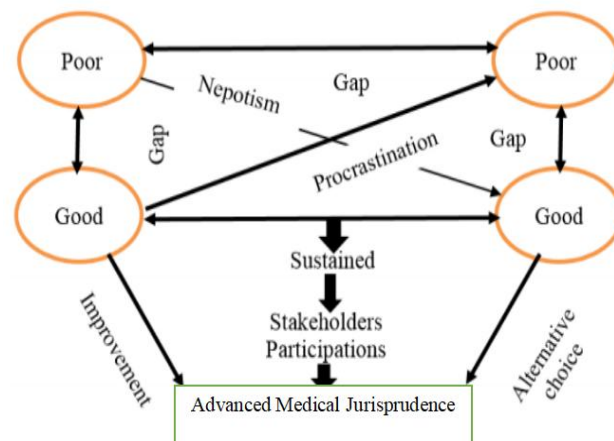 Poor
Poor
Nepotism
Gap
Gap
Procrastination
Gap
Good
Good
Sustained
Stakeholders
Participations
Improvement
Alternative
choice
Advanced Medical Jurisprudence